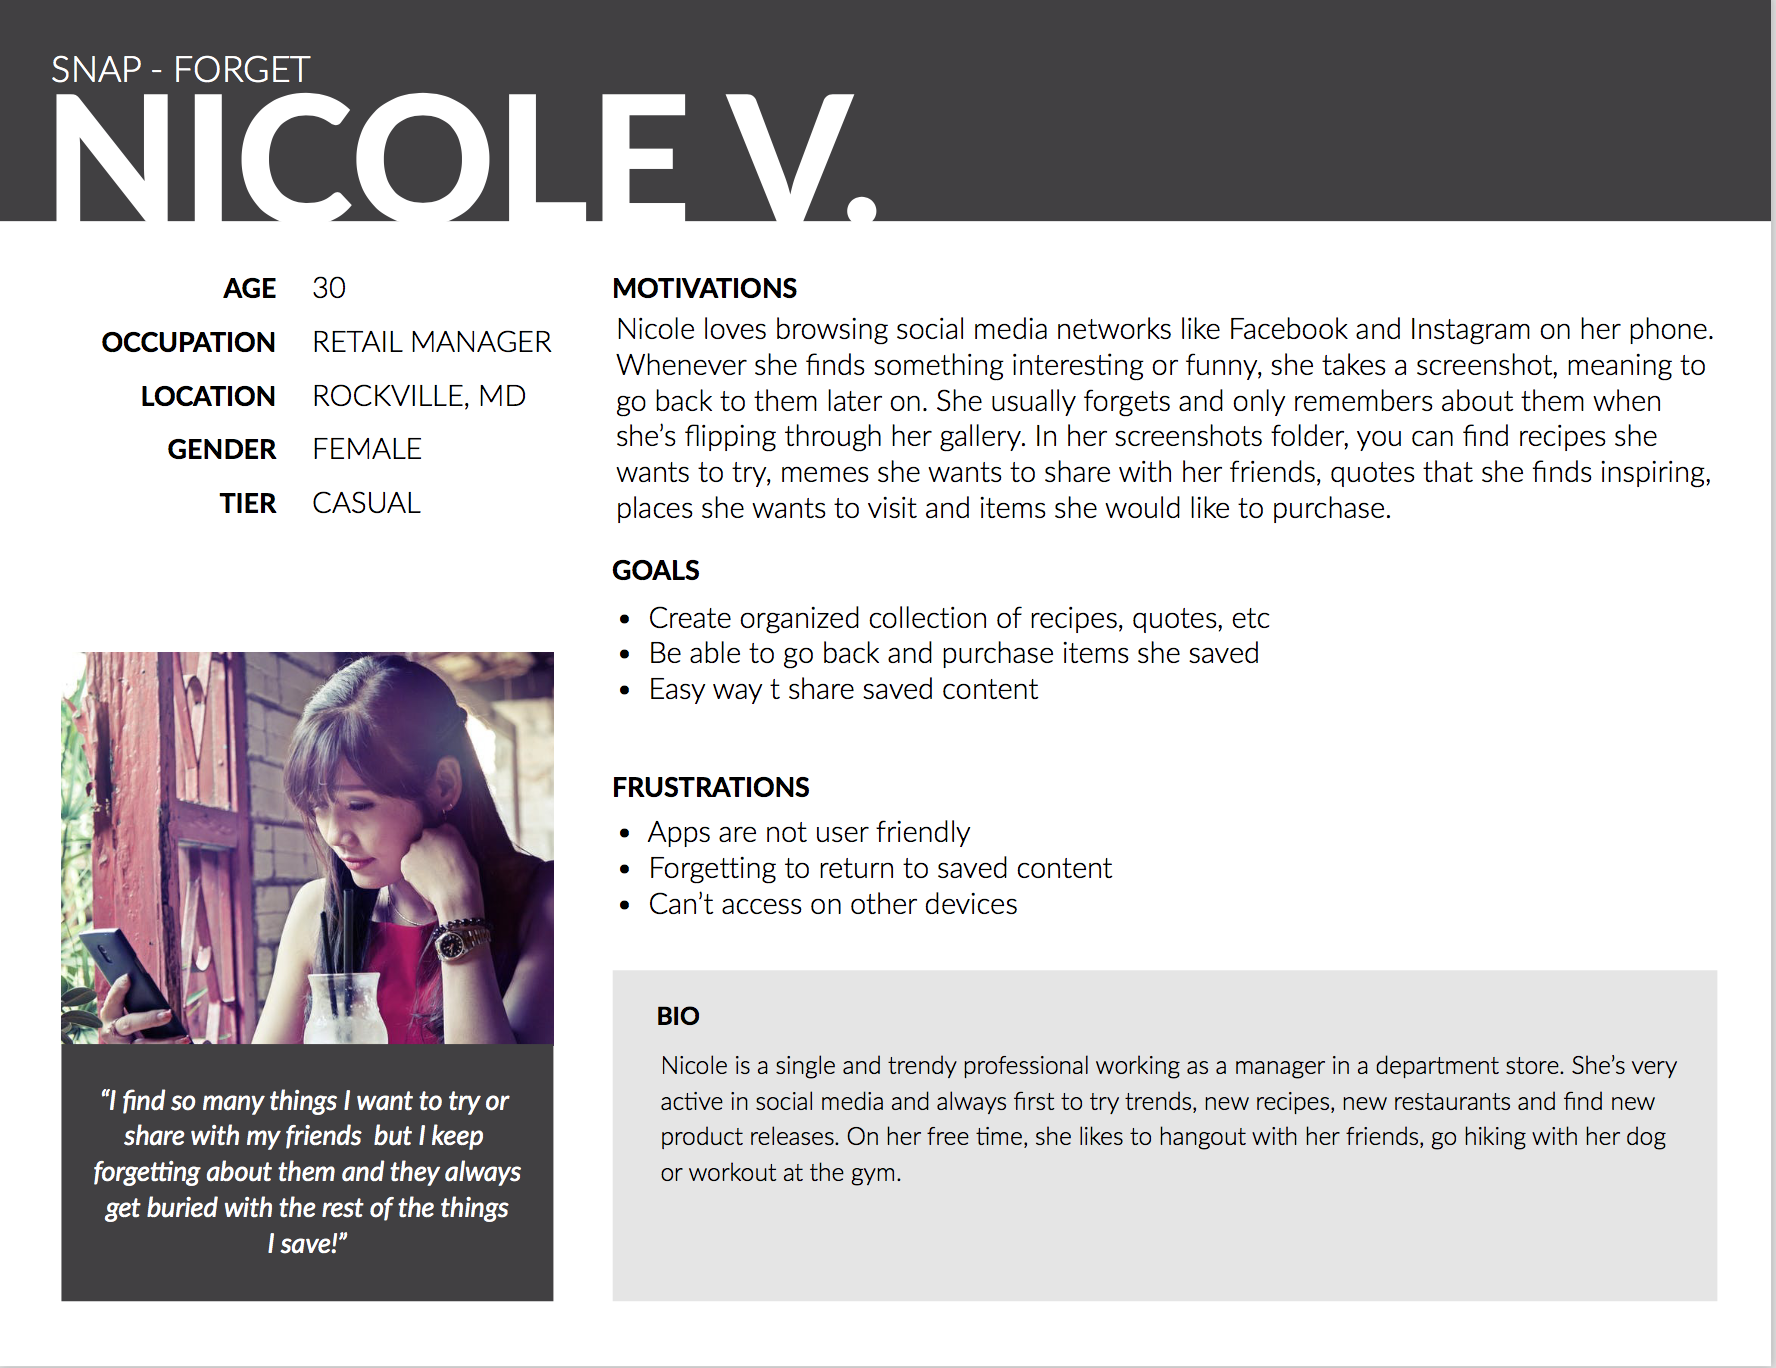 SNAP - FORGET
NICOLE V.
AGE 30
OCCUPATION RETAIL MANAGER
LOCATION ROCKVILLE, MD
GENDER FEMALE
TIER CASUAL
“I find so many things I want to try or
share with my friends  but I keep
forgetting about them and they always
get buried with the rest of the things
I save!”
MOTIVATIONS
Nicole loves browsing social media networks like Facebook and Instagram on her phone.
Whenever she finds something interesting or funny, she takes a screenshot, meaning to
go back to them later on. She usually forgets and only remembers about them when
she’s flipping through her gallery. In her screenshots folder, you can find recipes she
wants to try, memes she wants to share with her friends, quotes that she finds inspiring,
places she wants to visit and items she would like to purchase.
GOALS
• Create organized collection of recipes, quotes, etc
• Be able to go back and purchase items she saved
• Easy way t share saved content
FRUSTRATIONS
• Apps are not user friendly
• Forgetting to return to saved content
• Can’t access on other devices
BIO
Nicole is a single and trendy professional working as a manager in a department store. She’s very
active in social media and always first to try trends, new recipes, new restaurants and find new
product releases. On her free time, she likes to hangout with her friends, go hiking with her dog
or workout at the gym.